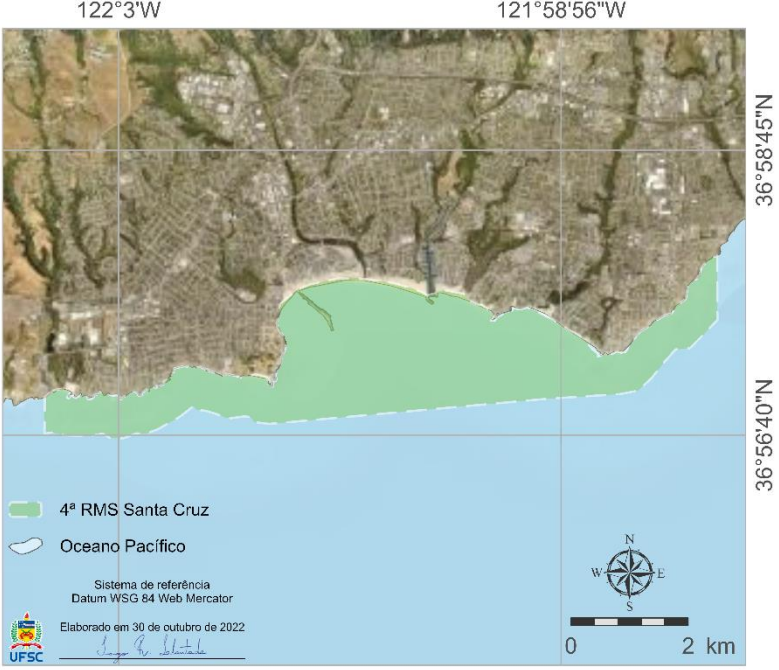 122°3'W 121°58'56"W
36°58'45"N
36°56'40"N
4ª RMS Santa Cruz
Oceano Pacífico
Sistema de referência
Datum WSG 84 Web Mercator
Elaborado em 30 de outubro de 2022
UFSC
N
W E
S
0 2 km